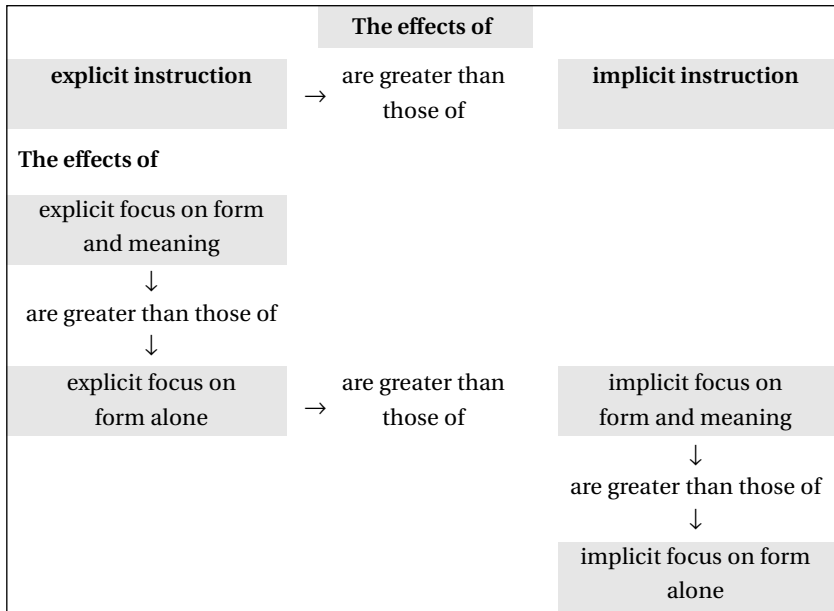 The effects of
explicit instruction → are greater than those of implicit instruction
The effects of
explicit focus on form
and meaning
↓
are greater than those of
↓
explicit focus on
form alone
→
are greater than
those of
implicit focus on
form and meaning
↓
are greater than those of
↓
implicit focus on form
alone